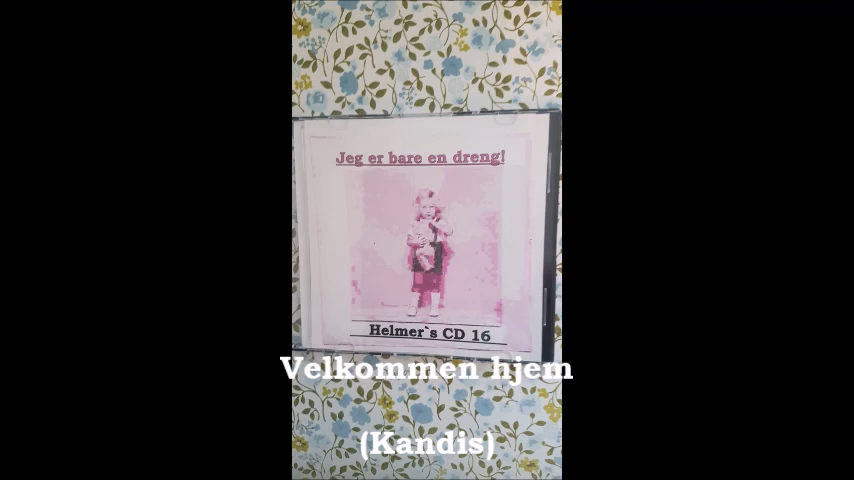 Jeg er bare en dreng!
Helmer`s CD 16
Velkommen hjem
(Kandis)